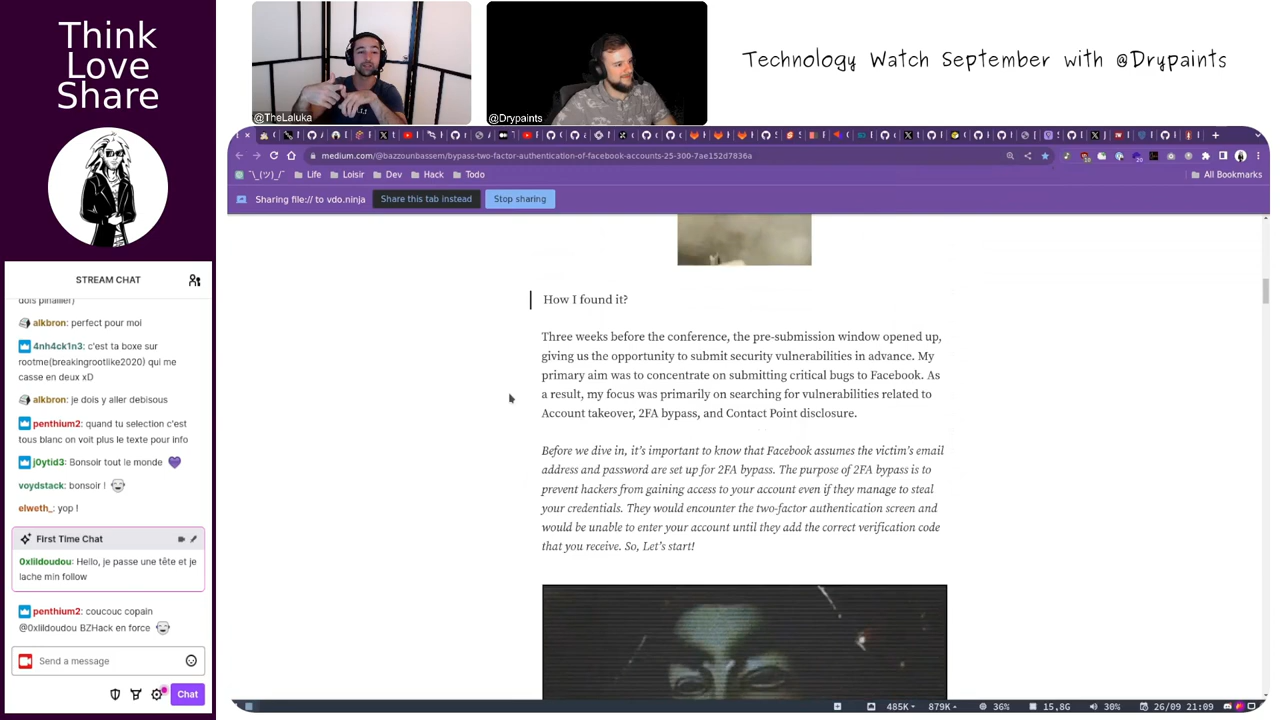 Think
Love
Share
@TheLaluka
@Drypaints
Technology Watch September with @Drypaints
medium.com/@bazzounbassem/bypass-two-factor-authentication-of-facebook-accounts-25-300-7ae152d7836a
¯\_(ツ)_/¯ Life Loisir Dev Hack Todo All Bookmarks
Sharing file:// to vdo.ninja Share this tab instead Stop sharing
STREAM CHAT
dois pinailler)
alkbron: perfect pour moi
4nh4ck1n3: c'est ta boxe sur
rootme(breakingrootlike2020) qui me
casse en deux xD
alkbron: je dois y aller debisous
penthium2: quand tu selection c'est
tous blanc on voit plus le texte pour info
j0ytid3: Bonsoir tout le monde
voydstack: bonsoir !
elweth_: yop !
First Time Chat
0xlildoudou: Hello, je passe une tête et je
lache min follow
penthium2: coucouc copain
@0xlildoudou BZHack en force
Send a message
Chat
How I found it?
Three weeks before the conference, the pre-submission window opened up,
giving us the opportunity to submit security vulnerabilities in advance. My
primary aim was to concentrate on submitting critical bugs to Facebook. As
a result, my focus was primarily on searching for vulnerabilities related to
Account takeover, 2FA bypass, and Contact Point disclosure.
Before we dive in, it's important to know that Facebook assumes the victim's email
address and password are set up for 2FA bypass. The purpose of 2FA bypass is to
prevent hackers from gaining access to your account even if they manage to steal
your credentials. They would encounter the two-factor authentication screen and
would be unable to enter your account until they add the correct verification code
that you receive. So, Let's start!
485K 879K 36% 15,8G 30% 26/09 21:09